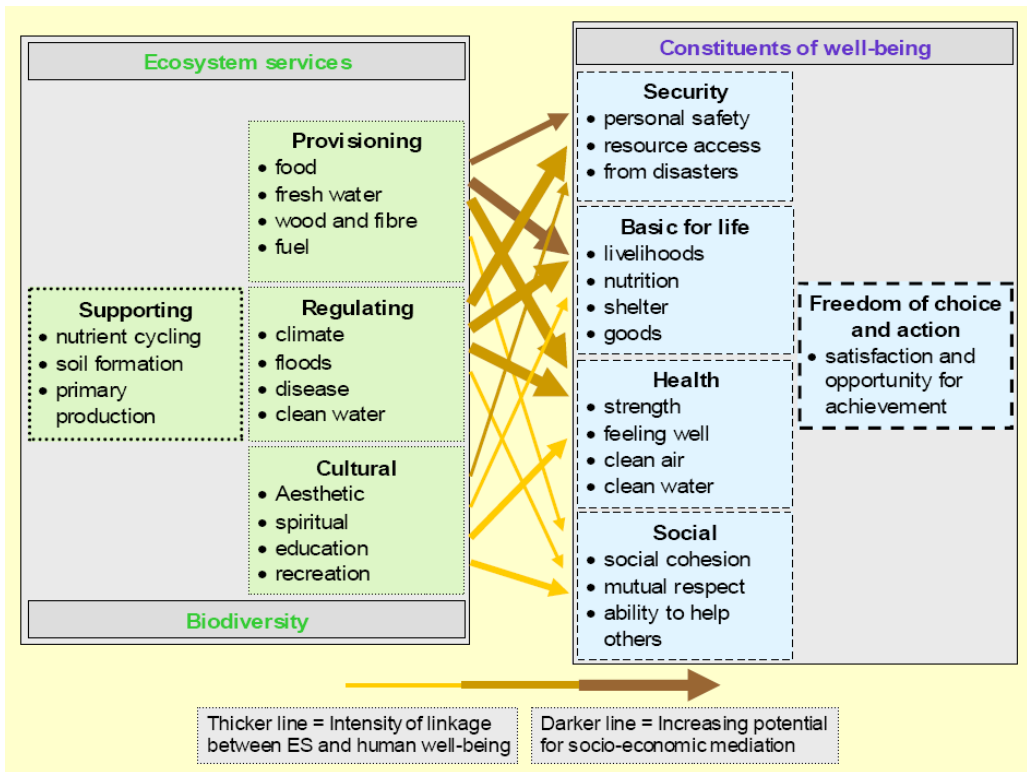 Ecosystem services
Provisioning
• food
• fresh water
• wood and fibre
• fuel
Supporting
• nutrient cycling
• soil formation
• primary
production
Regulating
• climate
• floods
• disease
• clean water
Cultural
• Aesthetic
• spiritual
• education
• recreation
Biodiversity
Constituents of well-being
Security
• personal safety
• resource access
• from disasters
Basic for life
• livelihoods
• nutrition
• shelter
• goods
Health
• strength
• feeling well
• clean air
• clean water
Social
• social cohesion
• mutual respect
• ability to help
others
Freedom of choice
and action
• satisfaction and
opportunity for
achievement
Thicker line = Intensity of linkage
between ES and human well-being
Darker line = Increasing potential
for socio-economic mediation